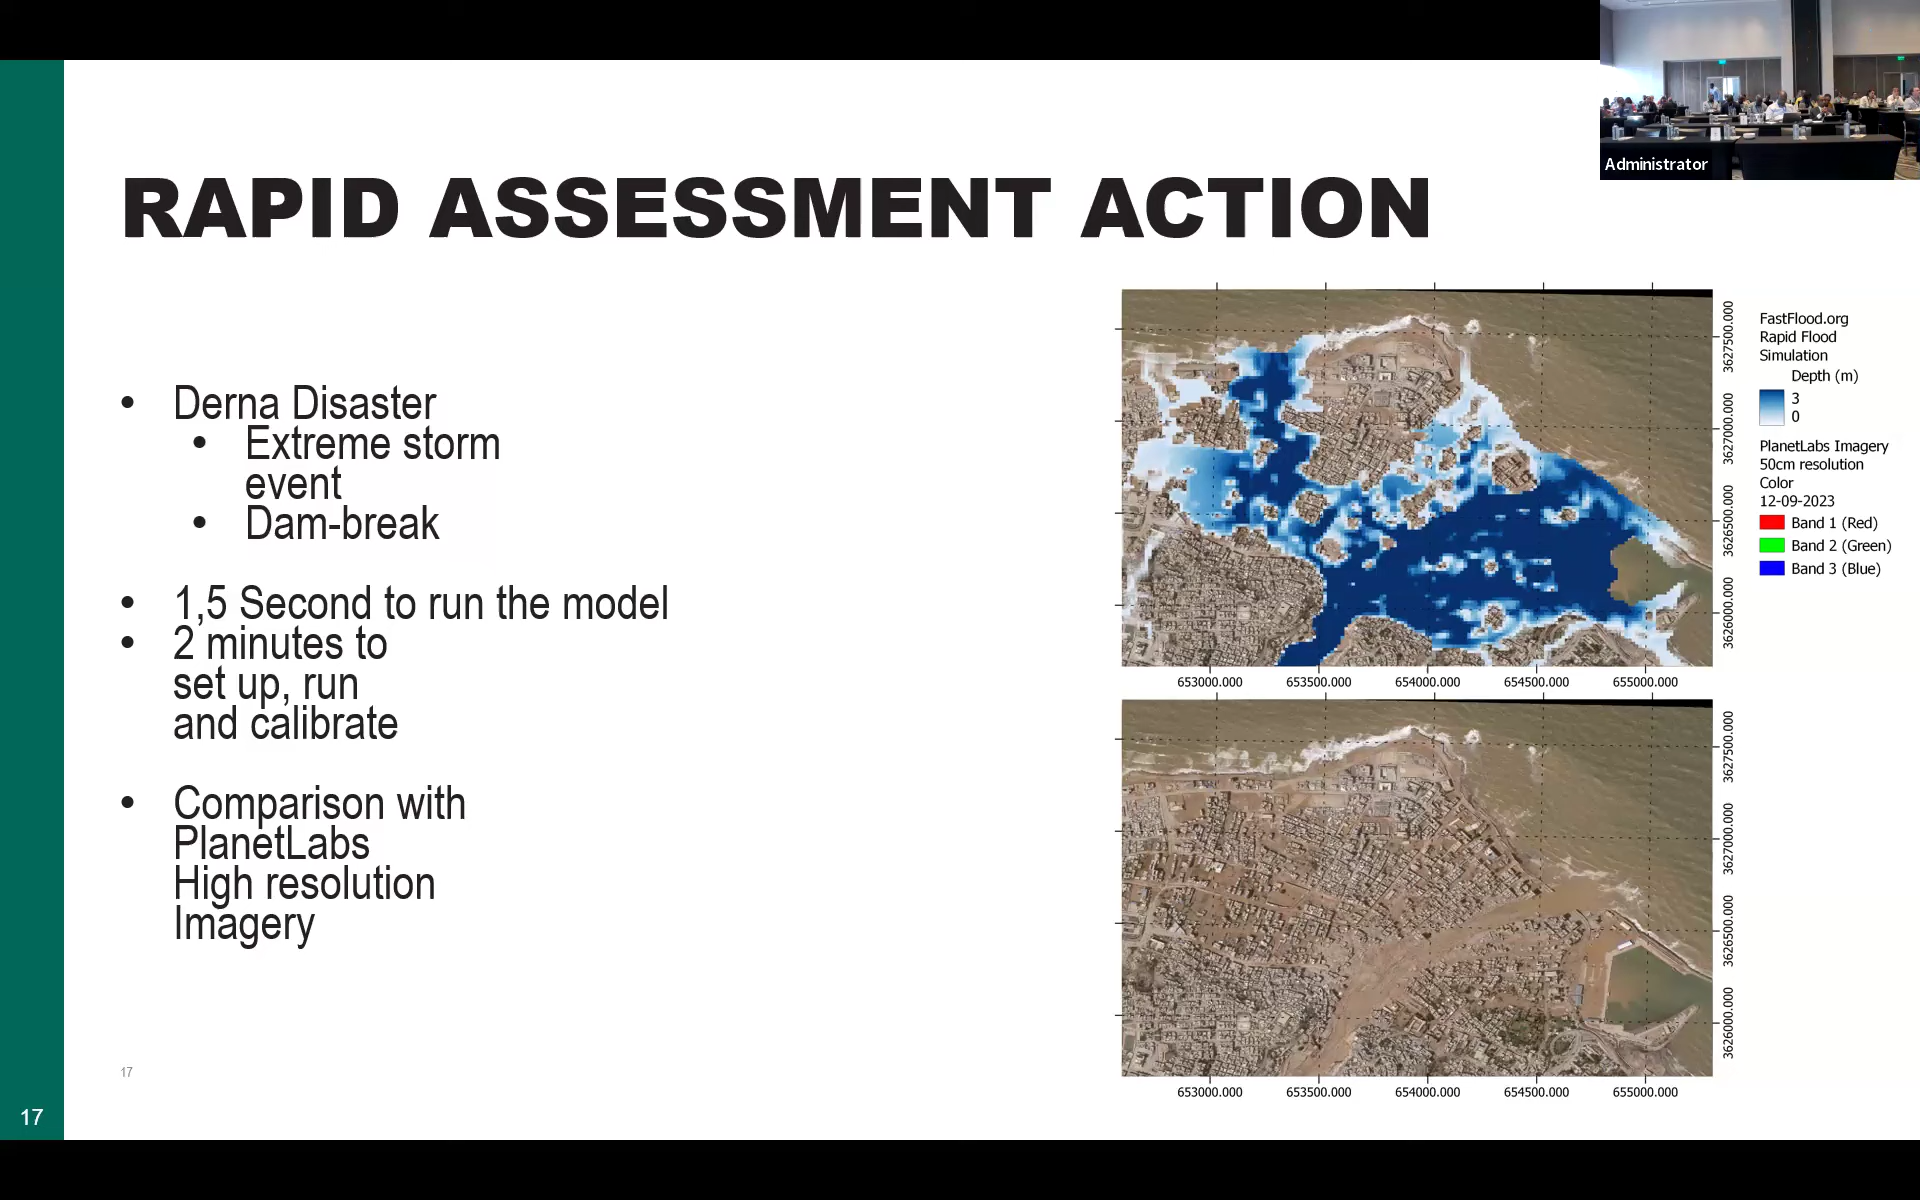 Administrator
RAPID ASSESSMENT ACTION
• Derna Disaster
• Extreme storm
event
• Dam-break
• 1,5 Second to run the model
• 2 minutes to
set up, run
and calibrate
• Comparison with
PlanetLabs
High resolution
Imagery
3627500.000
3627000.000
3626500.000
3626000.000
653000.000 653500.000 654000.000 654500.000 655000.000
FastFlood.org
Rapid Flood
Simulation
Depth (m)
3
0
PlanetLabs Imagery
50cm resolution
Color
12-09-2023
Band 1 (Red)
Band 2 (Green)
Band 3 (Blue)
3627500.000
3627000.000
3626500.000
3626000.000
653000.000 653500.000 654000.000 654500.000 655000.000
17
17